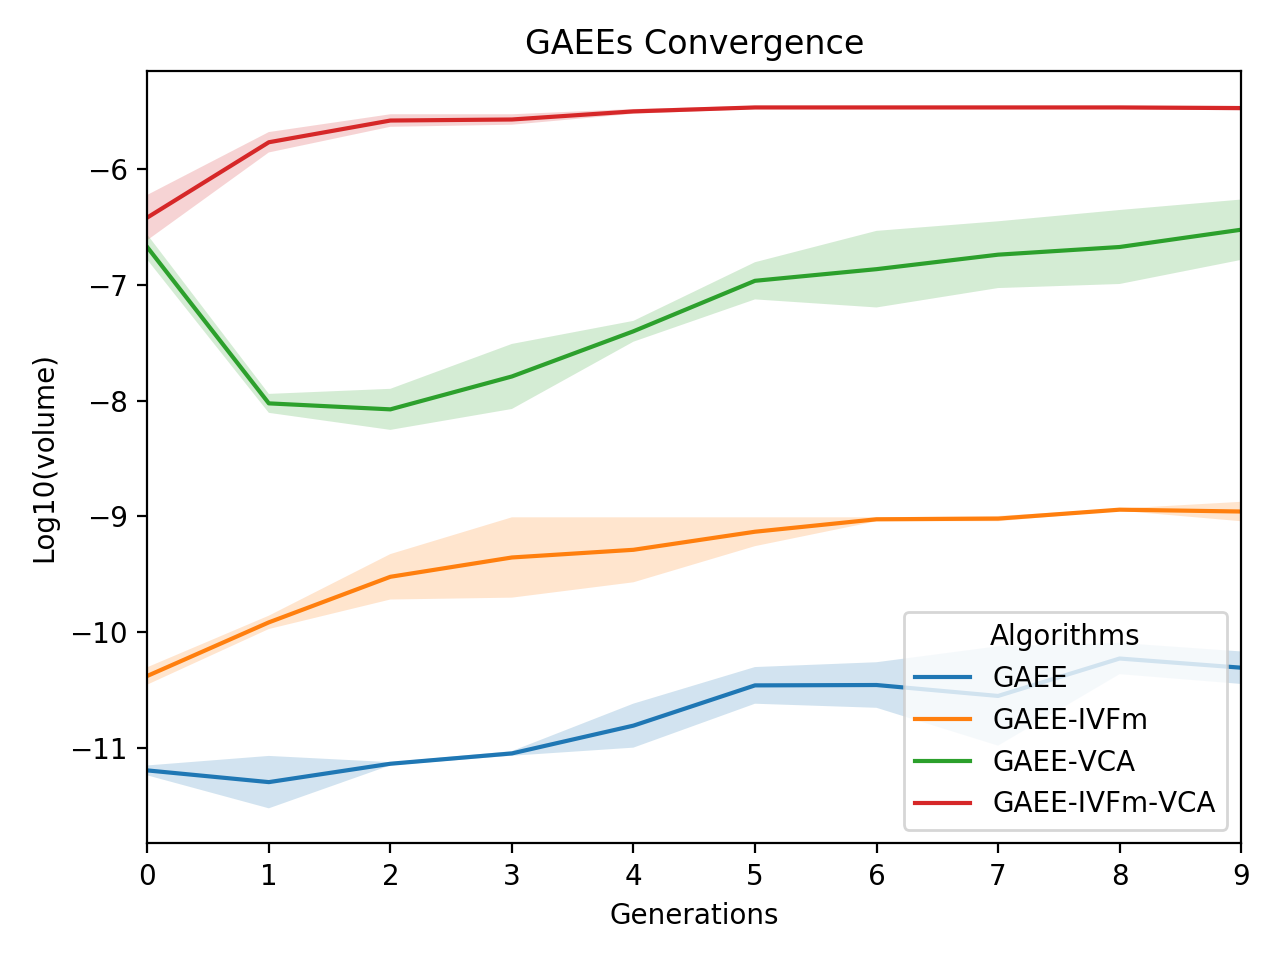 GAEEs Convergence
Log10(volume)
−6
−7
−8
−9
−10
−11
Algorithms
GAEE
GAEE-IVFm
GAEE-VCA
GAEE-IVFm-VCA
0 1 2 3 4 5 6 7 8 9
Generations